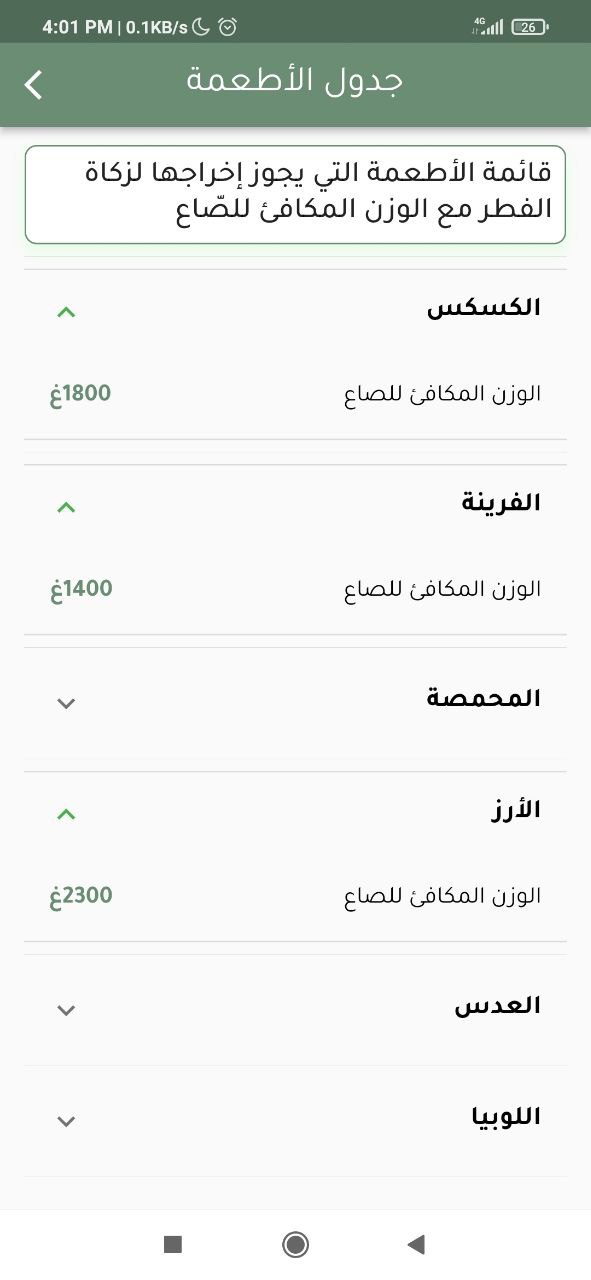 4:01 PM | 0.1KB/s
4G
26
جدول الأطعمة
قائمة الأطعمة التي يجوز إخراجها لزكاة
الفطر مع الوزن المكافئ للصّاع
الكسكس
الوزن المكافئ للصاع 1800غ
الفرينة
الوزن المكافئ للصاع 1400غ
المحمصة
الأرز
الوزن المكافئ للصاع 2300غ
العدس
اللوبيا